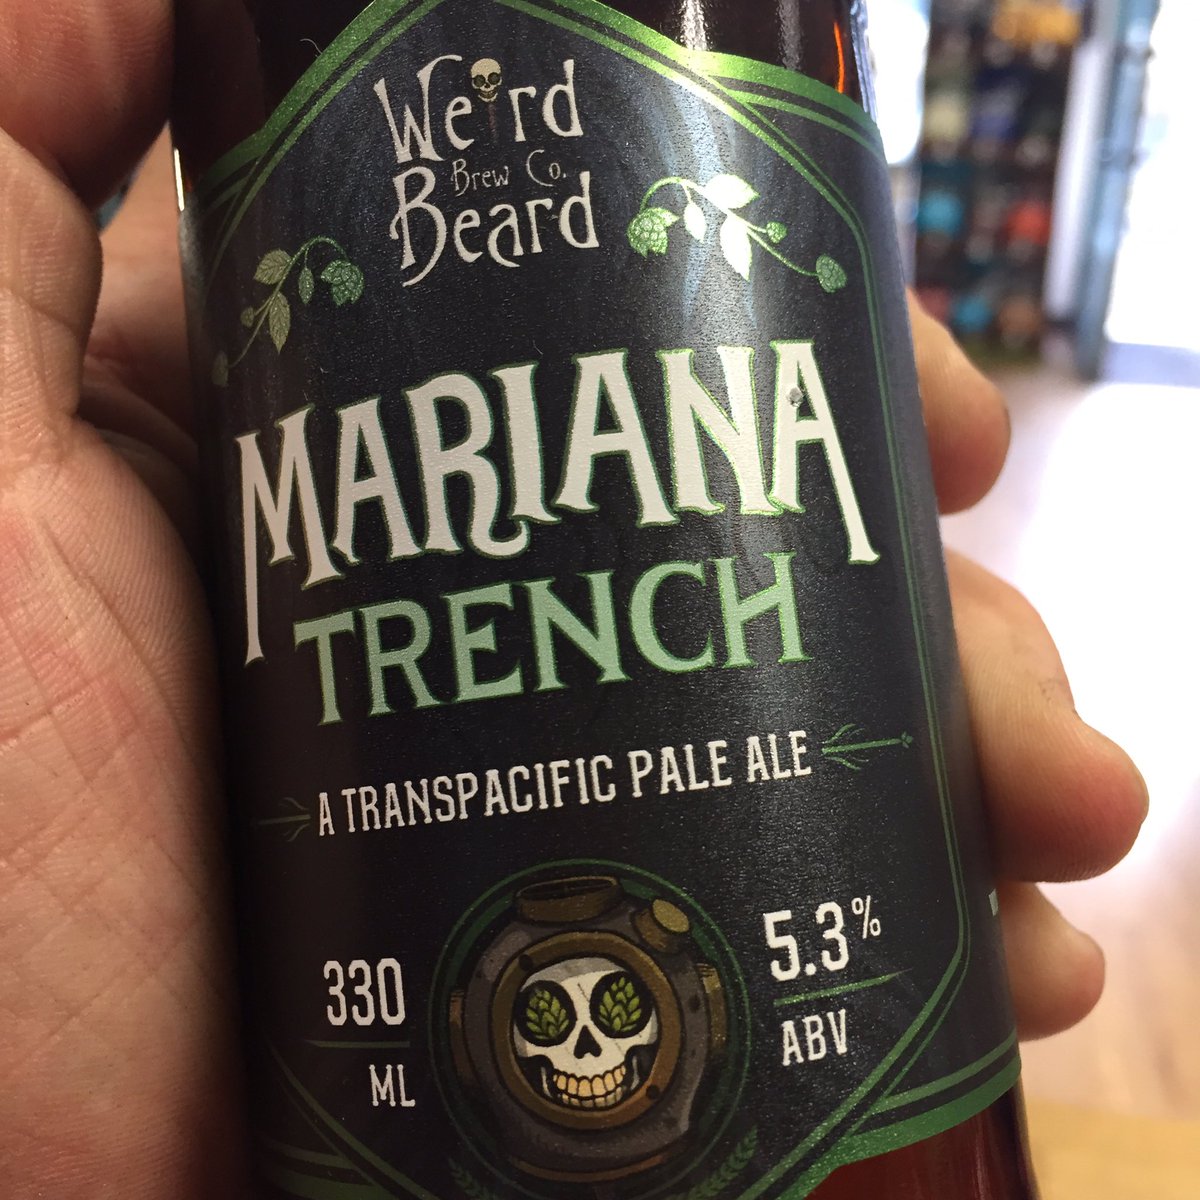 Weird
Brew Co.
Beard
MARIANA
TRENCH
A TRANSPACIFIC PALE ALE
330
ML
5.3%
ABV